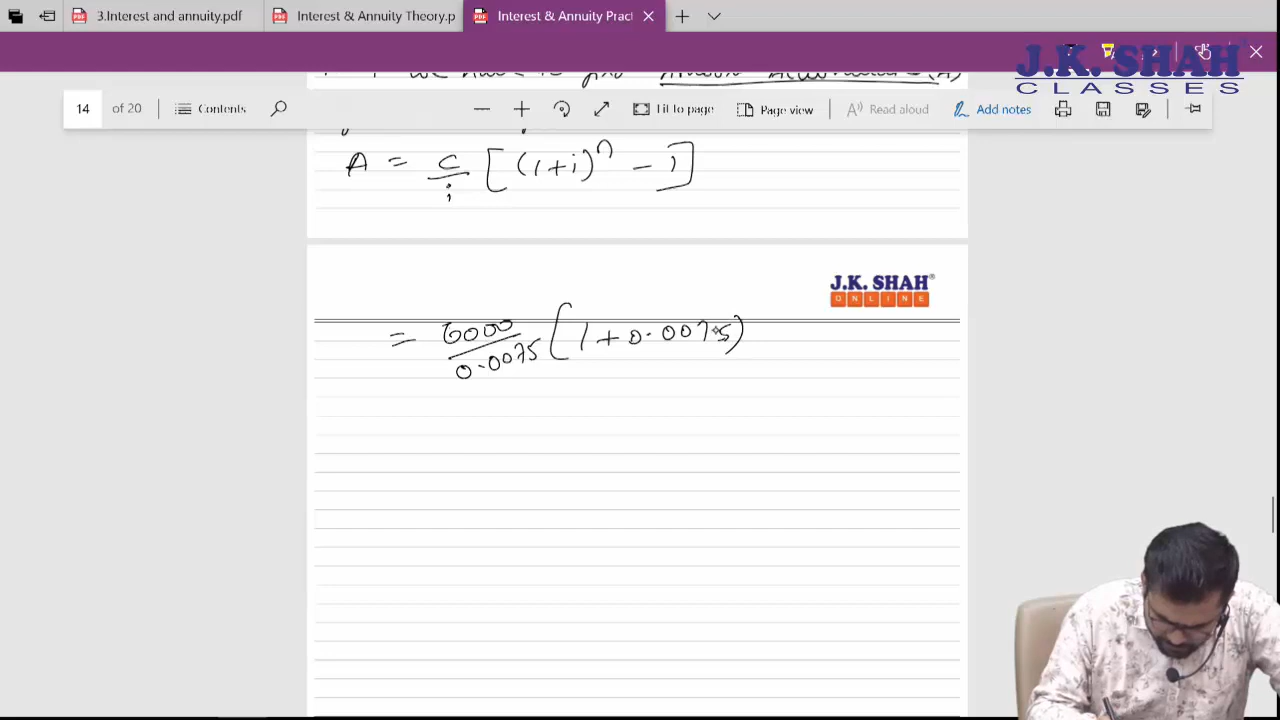 3.Interest and annuity.pdf
Interest & Annuity Theory.p
Interest & Annuity Pract
J.K. SHAH
CLASSES
14 of 20
Contents
Fit to page
Page view
Read aloud
Add notes
A = c/i [(1+i)^n - 1]
J.K. SHAH
ONLINE
= 6000/0.0075 [1+0.0075)